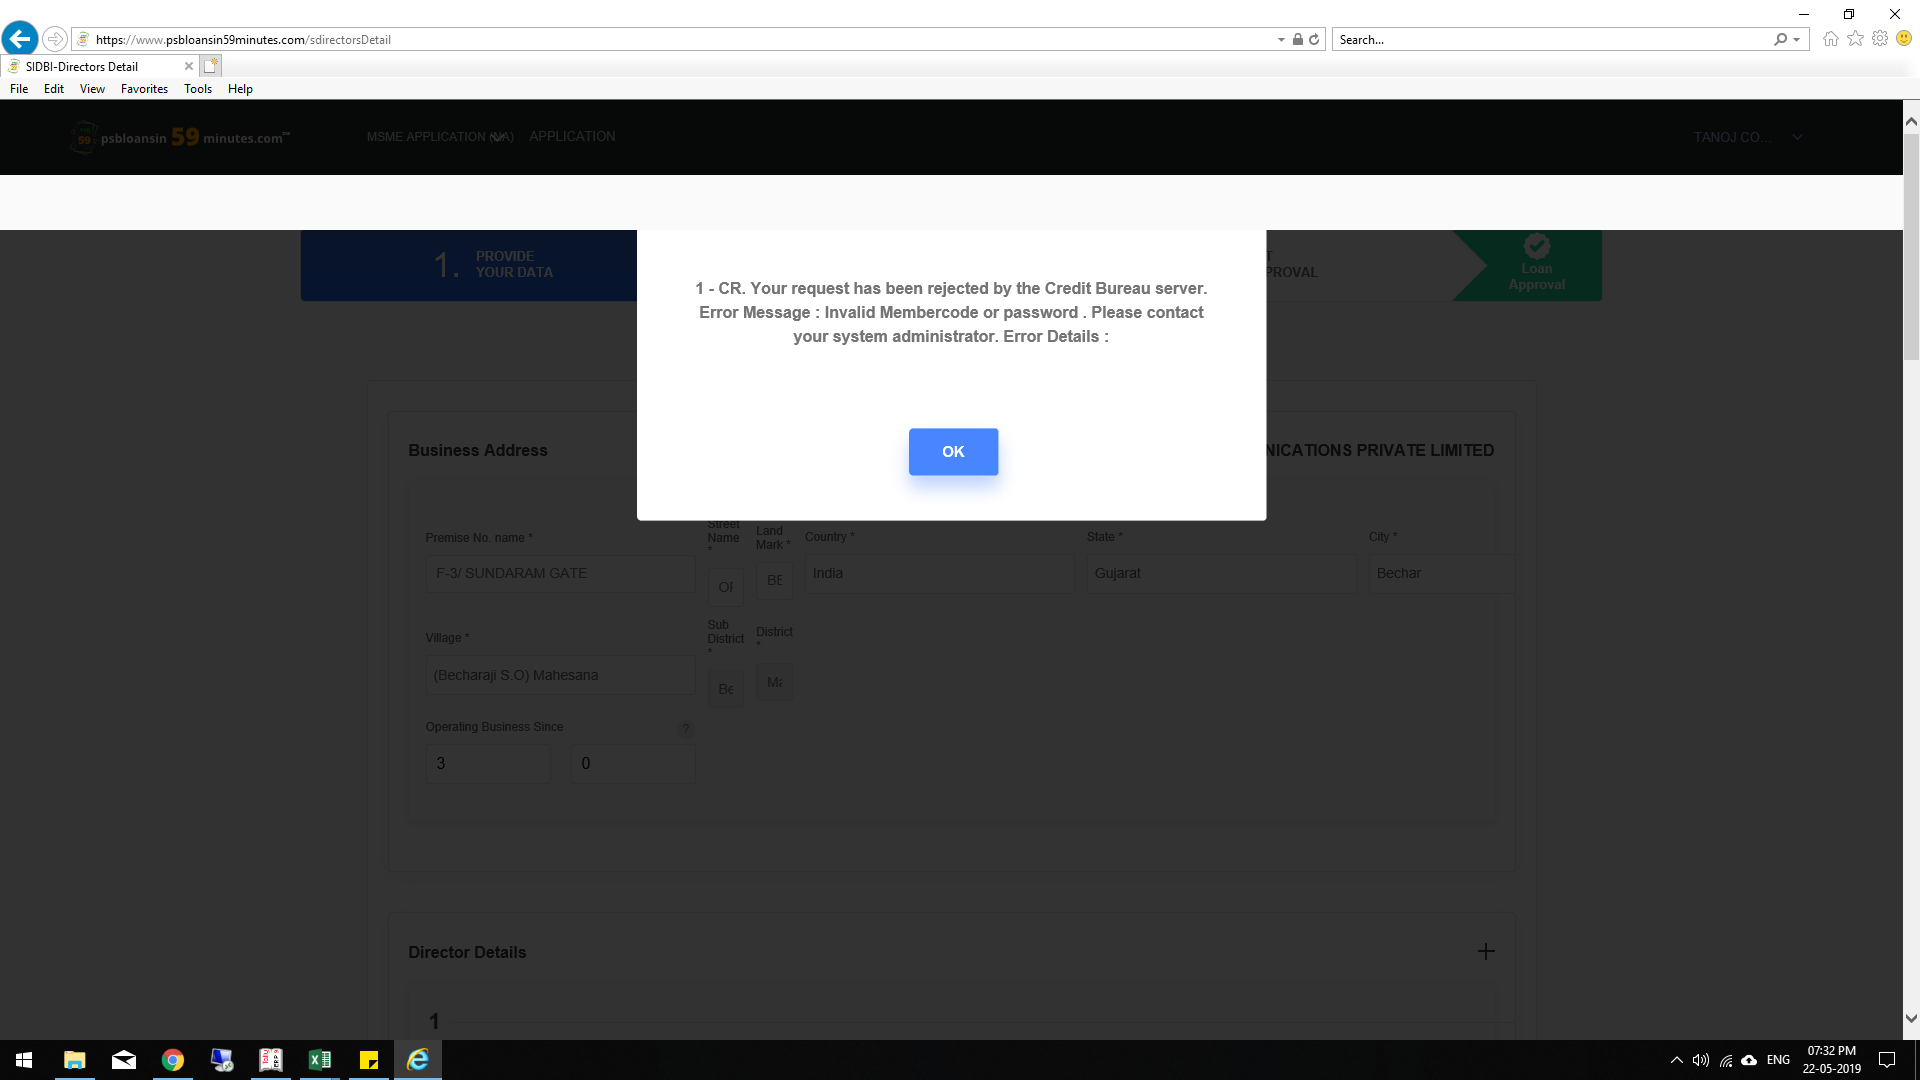 https://www.psbloansin59minutes.com/sdirectorsDetail
Search...
SIDBI-Directors Detail
File Edit View Favorites Tools Help
psbloansin 59 minutes.com™
MSME APPLICATION APPLICATION
TANOJ CO...
1. PROVIDE
YOUR DATA
PROVAL
Loan
Approval
1 - CR. Your request has been rejected by the Credit Bureau server.
Error Message : Invalid Membercode or password . Please contact
your system administrator. Error Details :
OK
Business Address
NICATIONS PRIVATE LIMITED
Premise No. name *
Street
Name
*
Land
Mark *
Country *
State *
City *
F-3/ SUNDARAM GATE
BE
India
Gujarat
Bechar
Village *
Sub
District
*
District
*
(Becharaji S.O) Mahesana
Be
Ma
Operating Business Since
?
3
0
Director Details
1
ENG
07:32 PM
22-05-2019